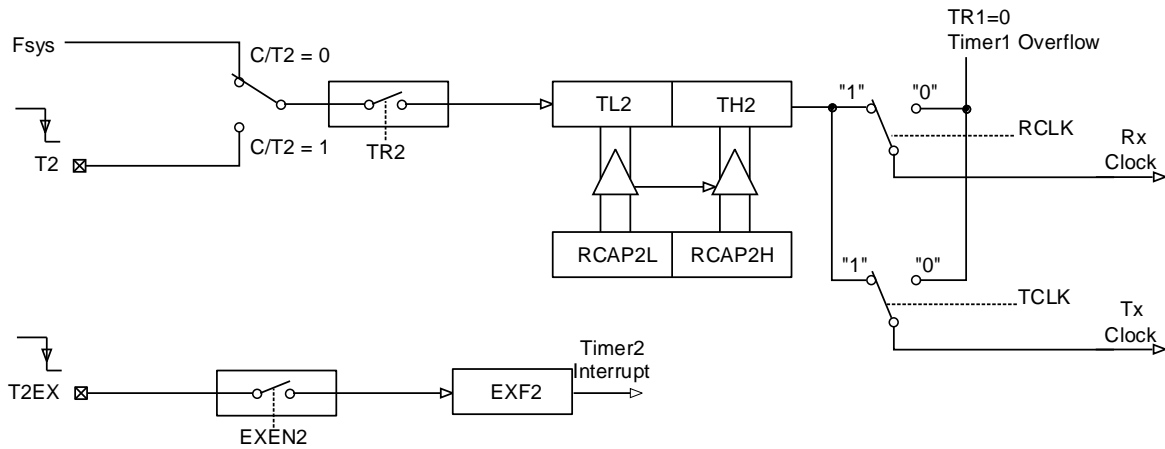 TR1=0
Timer1 Overflow
Fsys
C/T2 = 0
TL2
TH2
"1"
"0"
RCLK
Rx
Clock
T2
C/T2 = 1
TR2
RCAP2L
RCAP2H
"1"
"0"
TCLK
Tx
Clock
T2EX
EXEN2
EXF2
Timer2
Interrupt